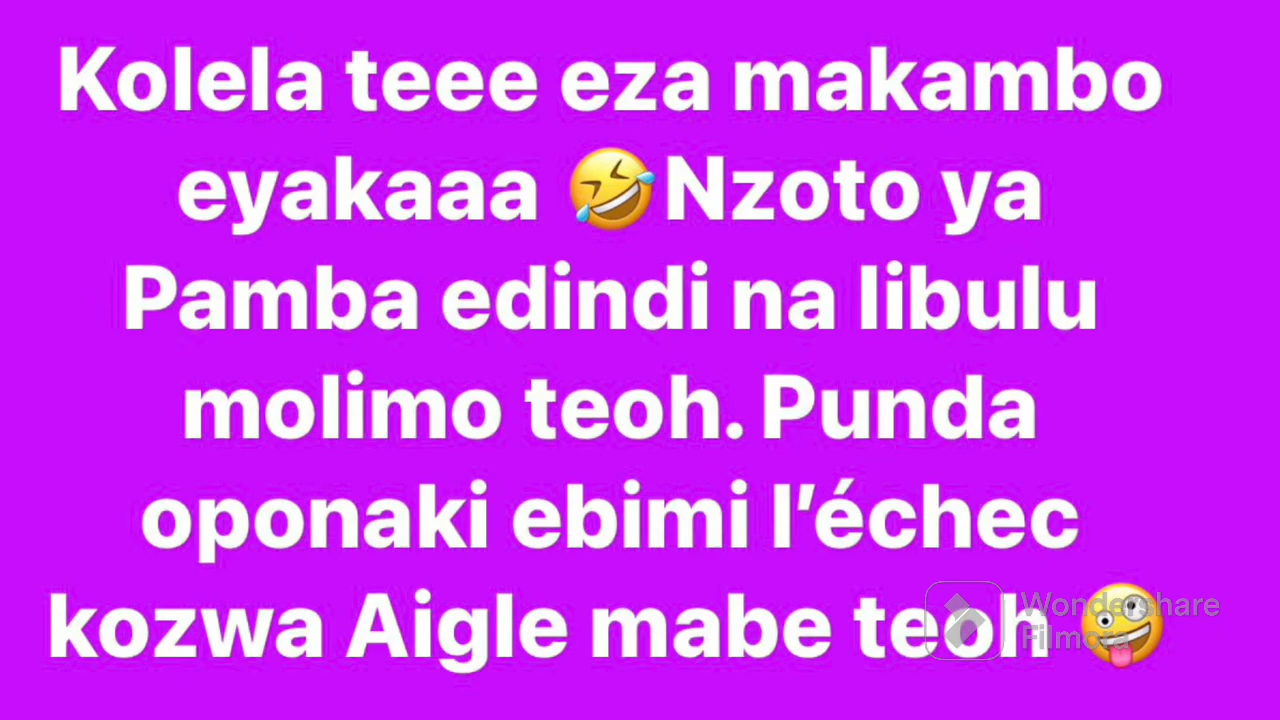 Kolela teee eza makambo
eyakaaa 🤣Nzoto ya
Pamba edindi na libulu
molimo teoh. Punda
oponaki ebimi l’échec
kozwa Aigle mabe teoh 🤪
Wondershare
Filmora